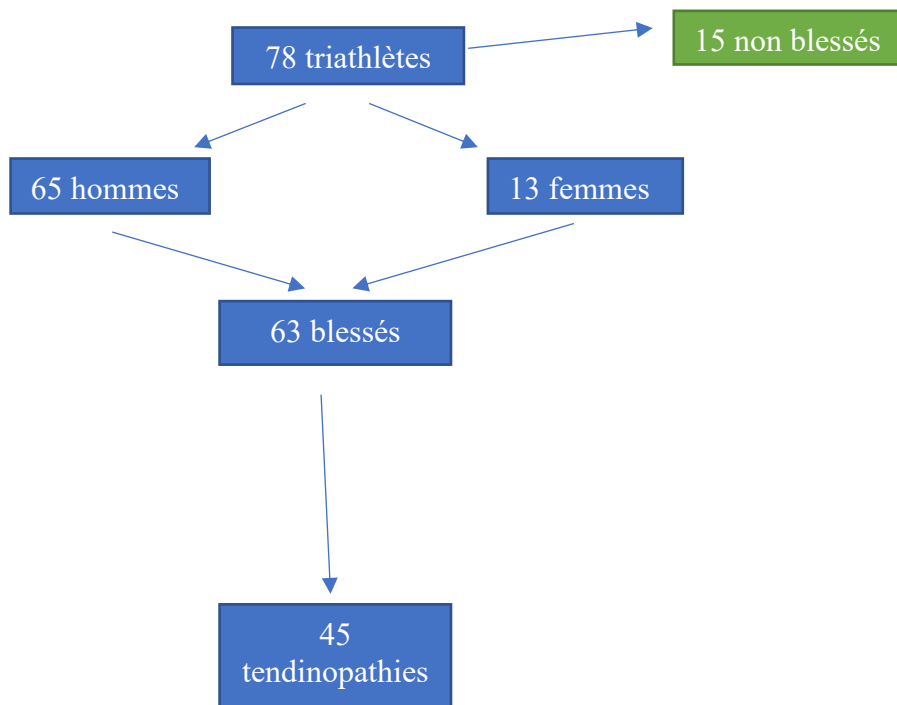 78 triathlètes
15 non blessés
65 hommes
13 femmes
63 blessés
45
tendinopathies